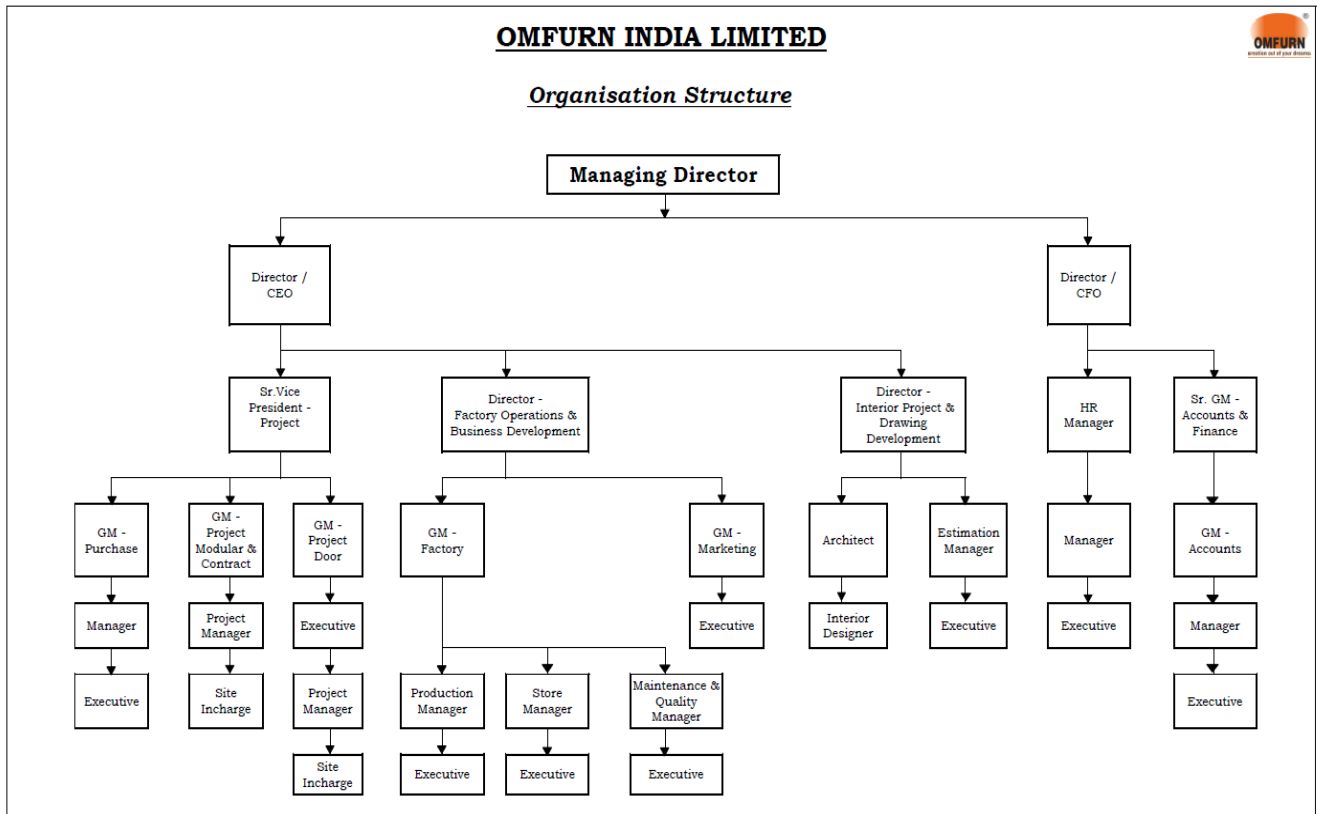 OMFURN INDIA LIMITED
®
OMFURN
Organisation Structure
Managing Director
Director /
CEO
Director /
CFO
Sr.Vice
President -
Project
Director -
Factory Operations &
Business Development
Director -
Interior Project &
Drawing
Development
HR
Manager
Sr. GM -
Accounts &
Finance
GM -
Purchase
GM -
Project
Modular &
Contract
GM -
Project
Door
GM -
Factory
GM -
Marketing
Architect
Estimation
Manager
Manager
GM -
Accounts
Manager
Project
Manager
Executive
Executive
Interior
Designer
Executive
Executive
Manager
Executive
Site
Incharge
Project
Manager
Production
Manager
Store
Manager
Maintenance &
Quality
Manager
Executive
Site
Incharge
Executive
Executive
Executive